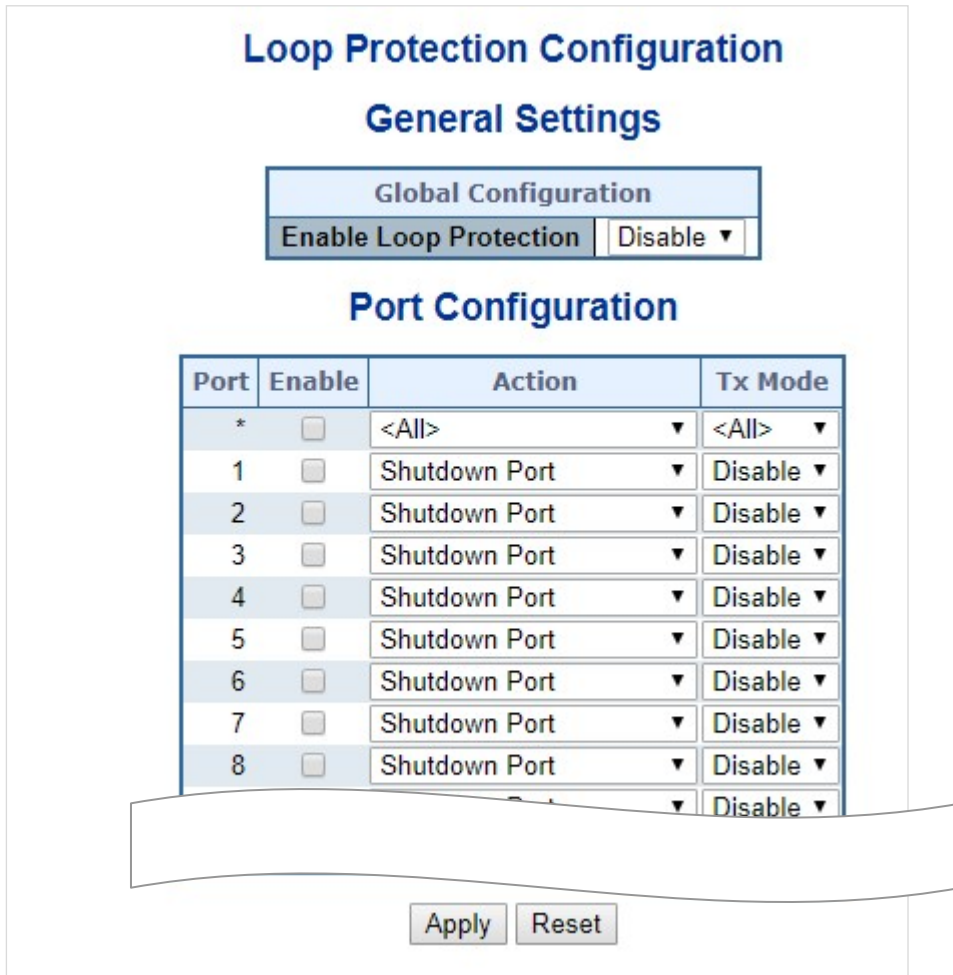 Loop Protection Configuration
General Settings
Global Configuration
Enable Loop Protection Disable
Port Configuration
Port Enable Action Tx Mode
* <All> <All>
1 Shutdown Port Disable
2 Shutdown Port Disable
3 Shutdown Port Disable
4 Shutdown Port Disable
5 Shutdown Port Disable
6 Shutdown Port Disable
7 Shutdown Port Disable
8 Shutdown Port Disable
Disable
Apply Reset